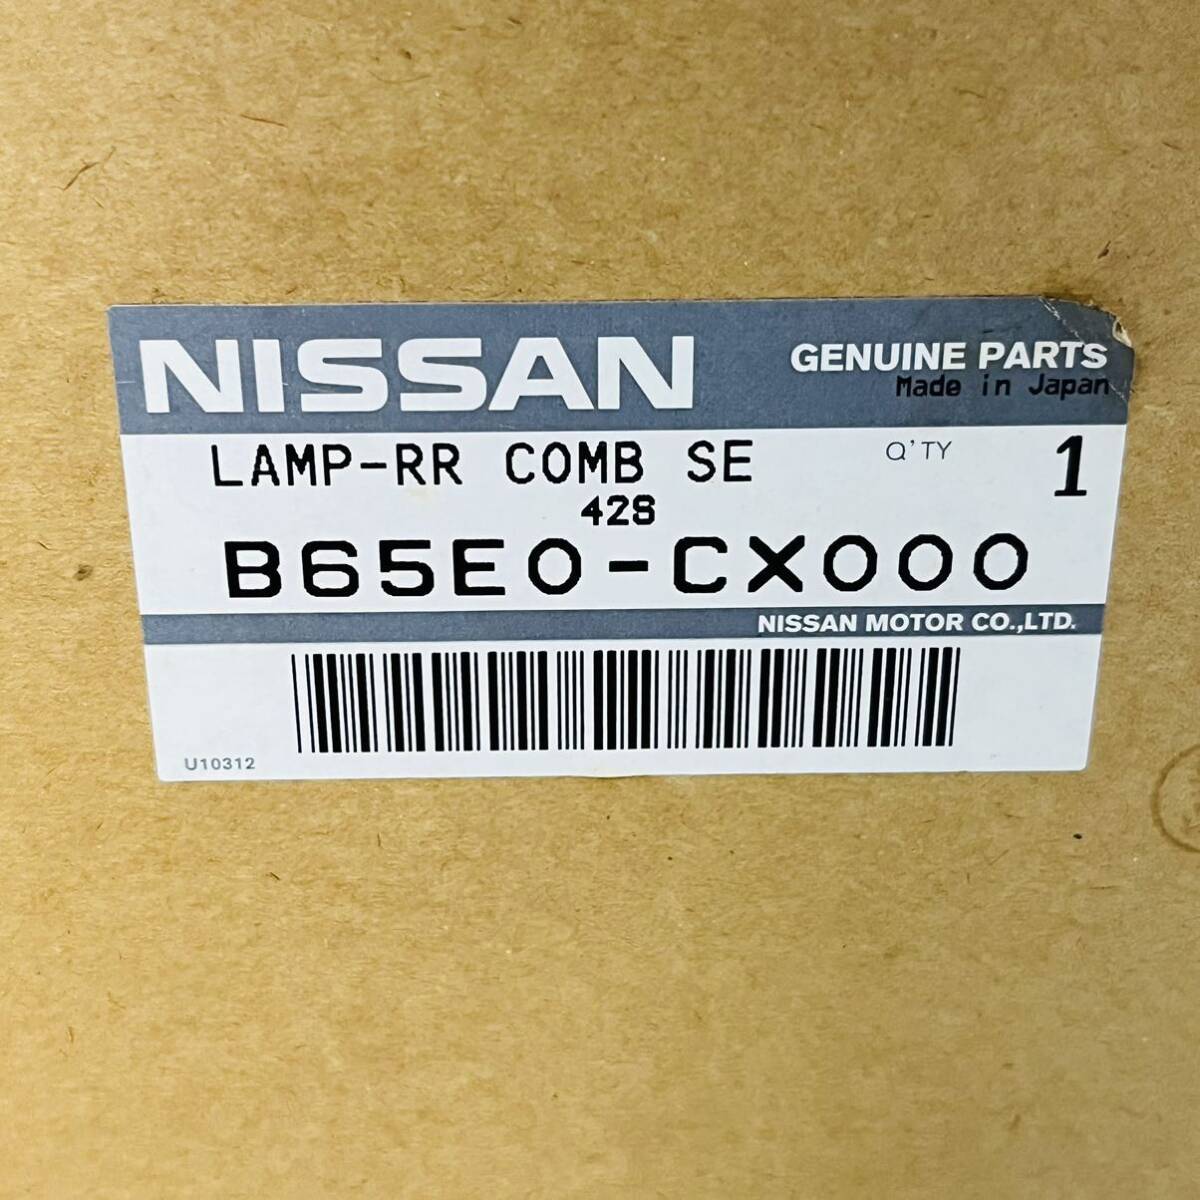 NISSAN
GENUINE PARTS
Made in Japan
LAMP-RR COMB SE
Q'TY 1
428
B65E0-CX000
NISSAN MOTOR CO.,LTD.
U10312